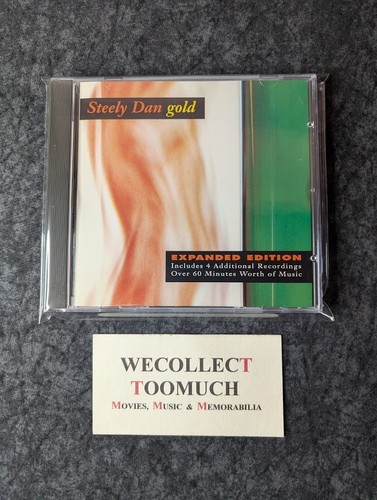 Steely Dan gold
EXPANDED EDITION
Includes 4 Additional Recordings
Over 60 Minutes Worth of Music
WECOLLECT
TOOMUCH
MOVIES, MUSIC & MEMORABILIA